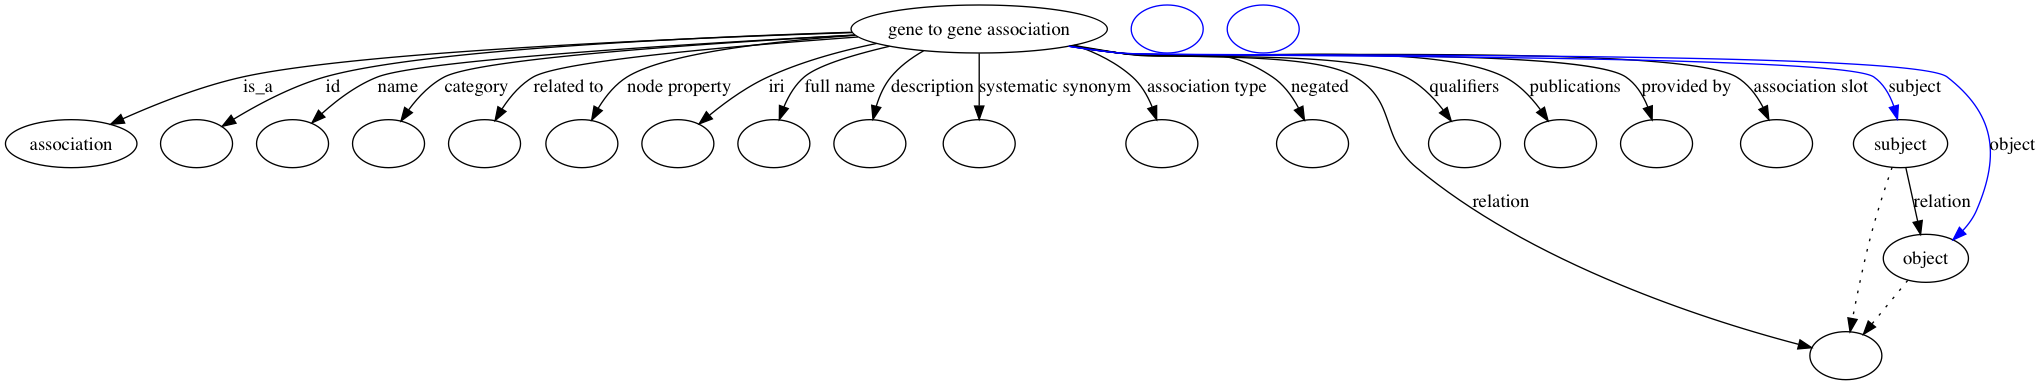 gene to gene association
is_a
id
name
category
related to
node property
iri
full name
description
systematic synonym
association type
negated
qualifiers
publications
provided by
association slot
subject
association
subject
object
relation
relation
object